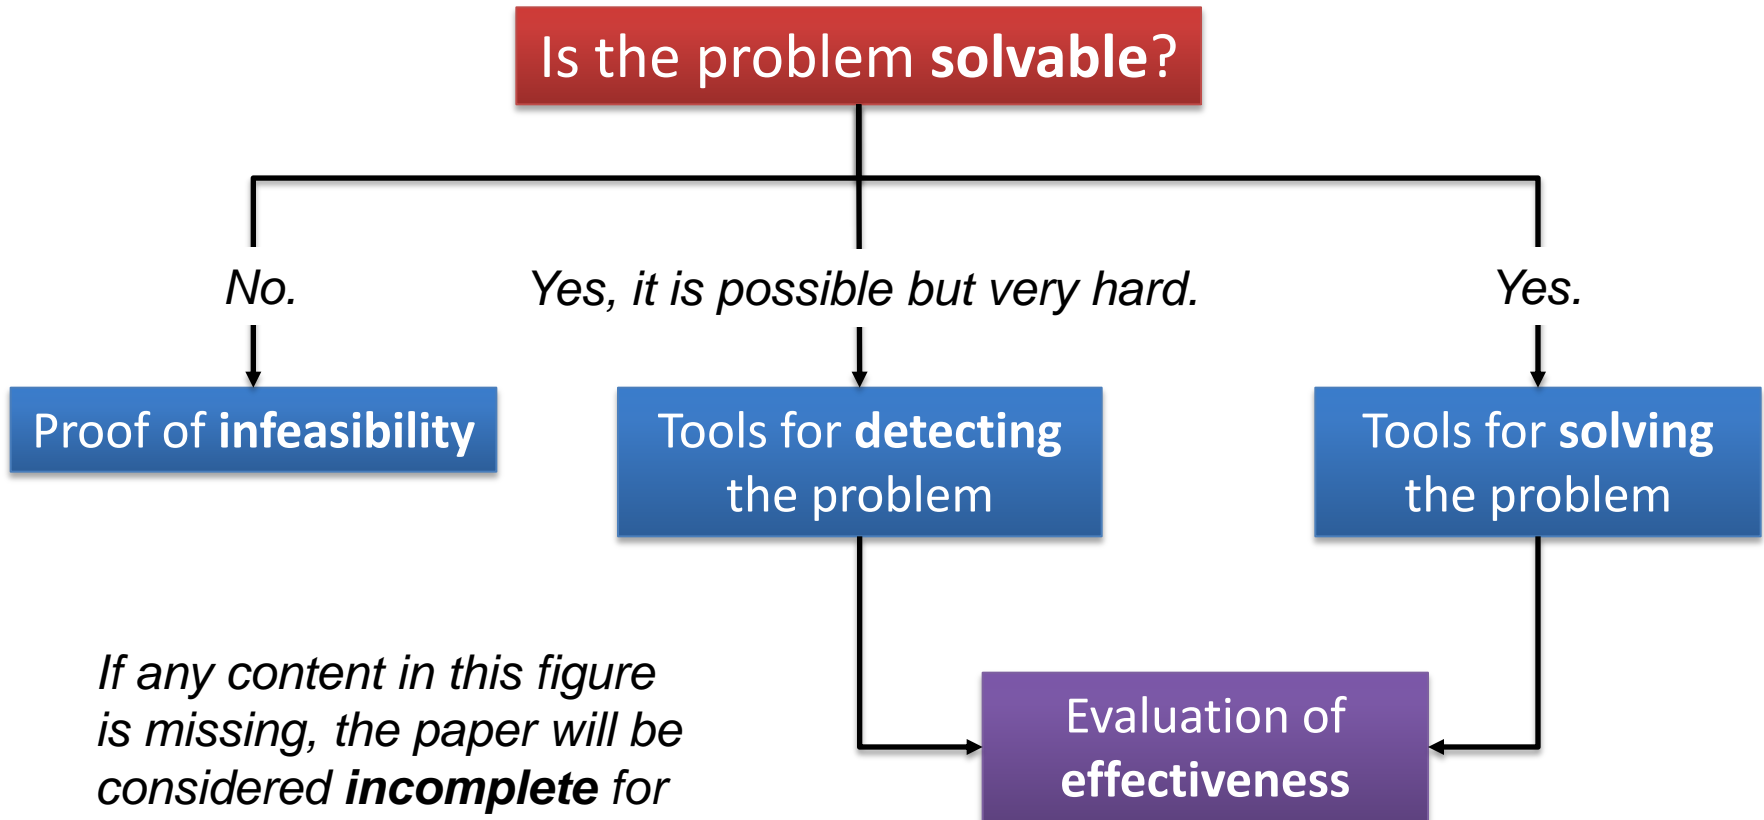 Is the problem solvable?
No.
Yes, it is possible but very hard.
Yes.
Proof of infeasibility
Tools for detecting
the problem
Tools for solving
the problem
If any content in this figure
is missing, the paper will be
considered incomplete for
Evaluation of
effectiveness